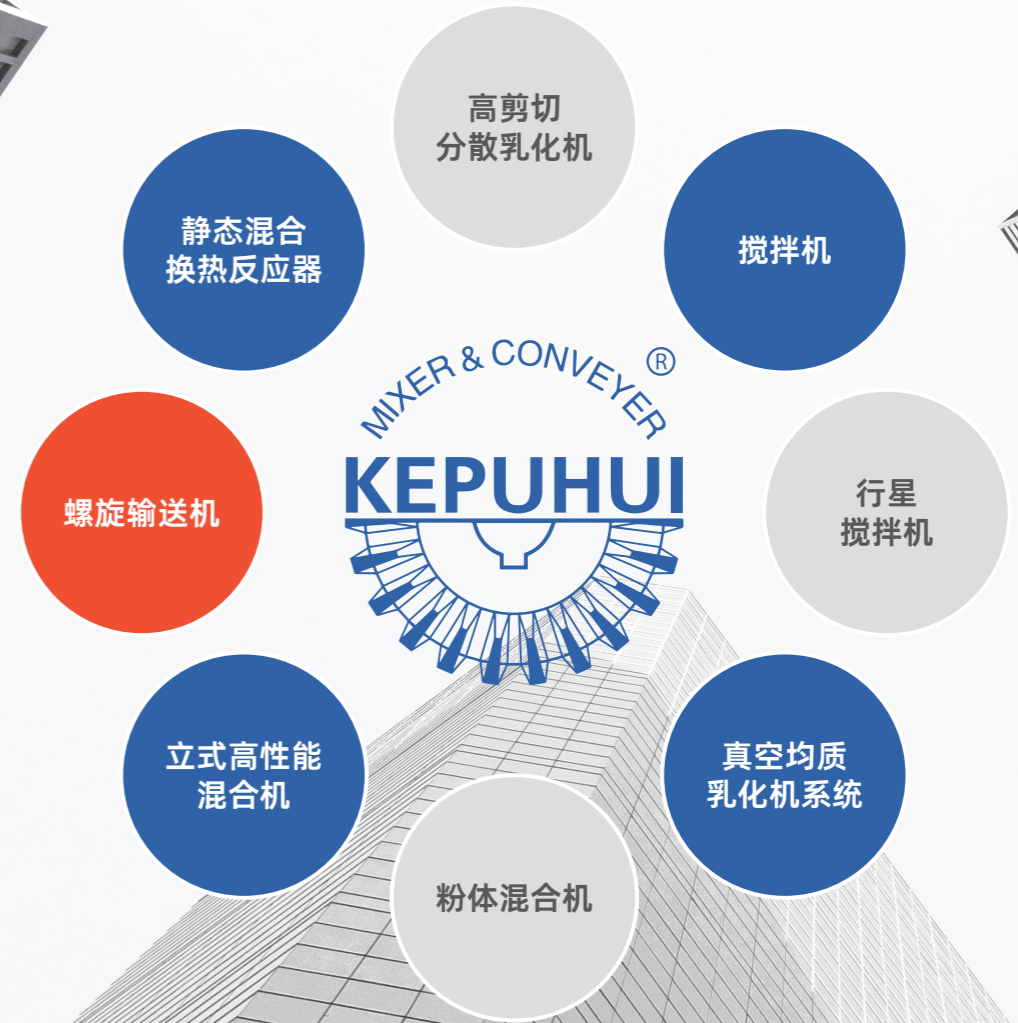 高剪切
分散乳化机
静态混合
换热反应器
搅拌机
MIXER & CONVEYER ®
KEPUHUI
螺旋输送机
行星
搅拌机
立式高性能
混合机
真空均质
乳化机系统
粉体混合机